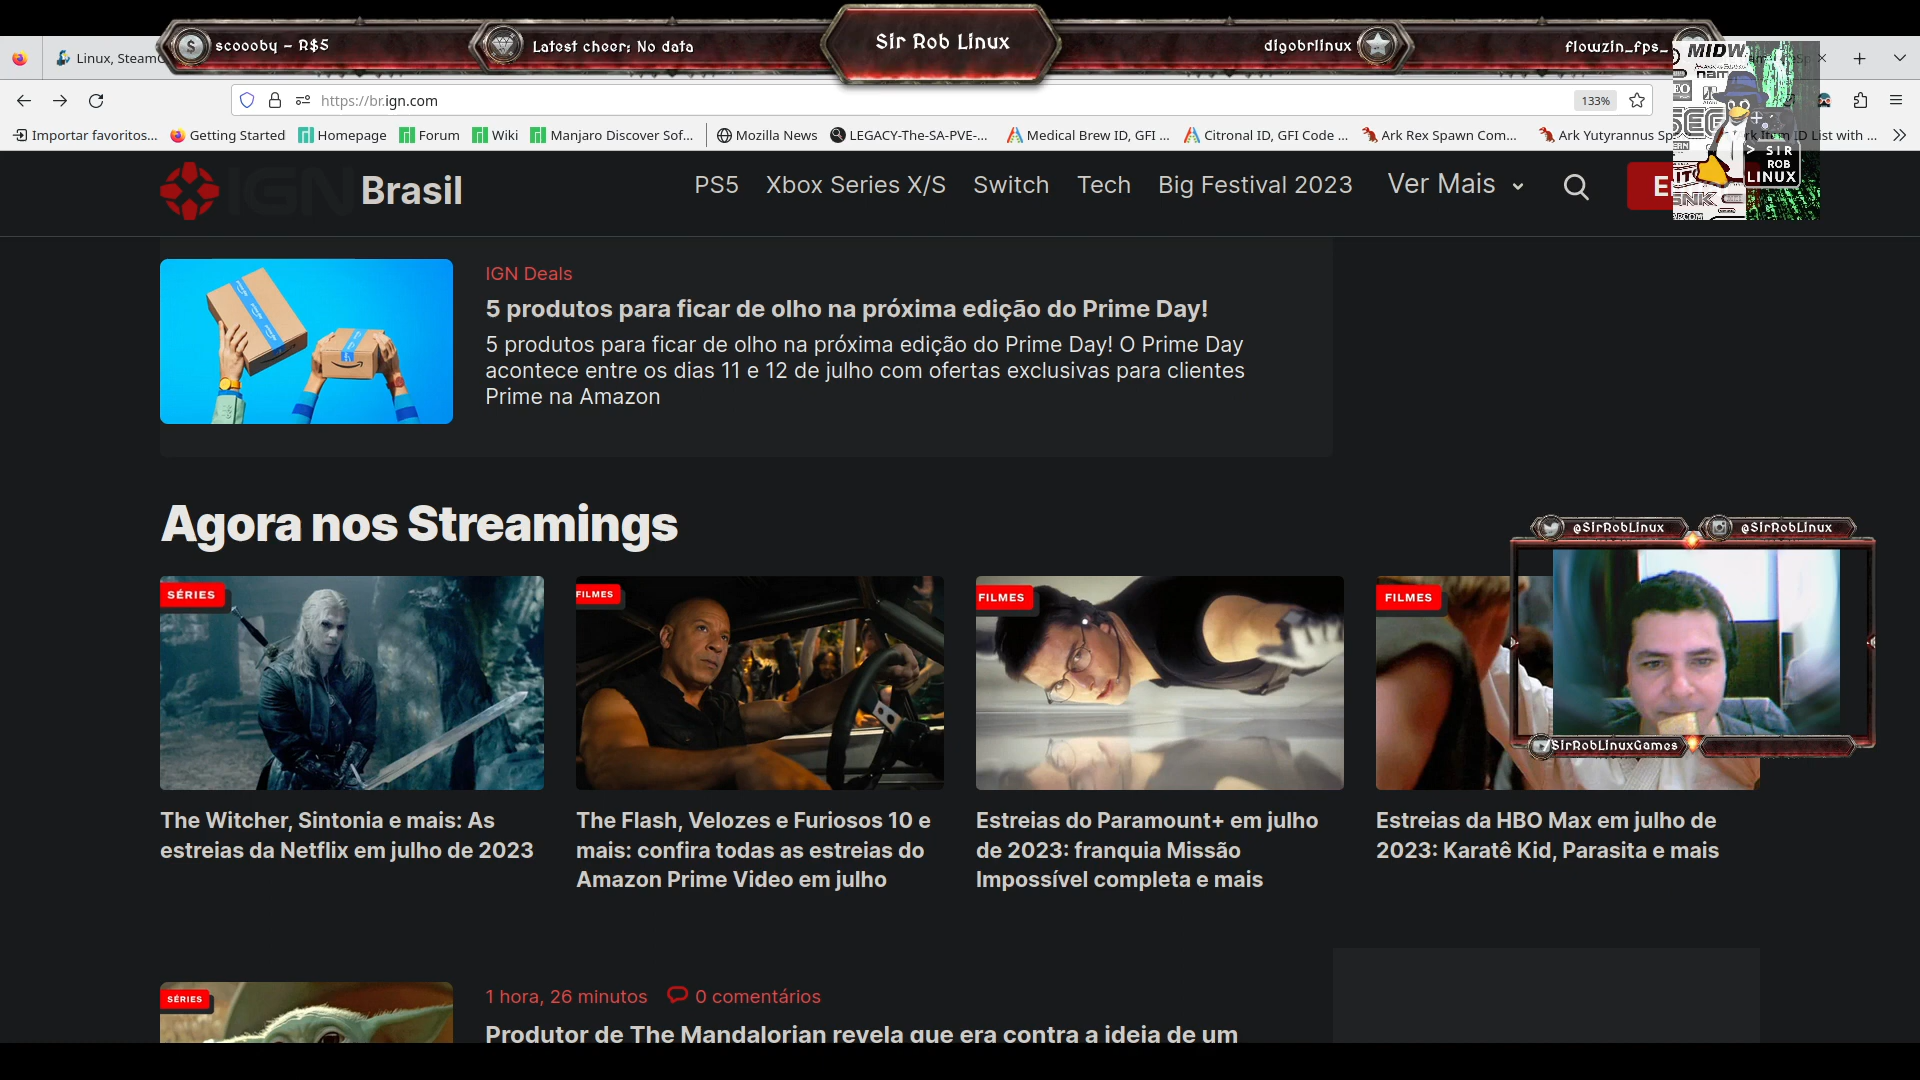 scoooby - R$5
Latest cheer: No data
Sir Rob Linux
digobrlinux
flowzin_fps_
Linux, Steam
https://br.ign.com
133%
Importar favoritos...
Getting Started
Homepage
Forum
Wiki
Manjaro Discover Sof...
Mozilla News
LEGACY-The-SA-PVE-...
Medical Brew ID, GFI ...
Citronal ID, GFI Code ...
Ark Rex Spawn Com...
Ark Yutyrannus Sp
ID List with ...
MIDW
> SIR
ROB
LINUX
SNK
IGN Brasil
PS5
Xbox Series X/S
Switch
Tech
Big Festival 2023
Ver Mais
IGN Deals
5 produtos para ficar de olho na próxima edição do Prime Day!
5 produtos para ficar de olho na próxima edição do Prime Day! O Prime Day
acontece entre os dias 11 e 12 de julho com ofertas exclusivas para clientes
Prime na Amazon
Agora nos Streamings
SÉRIES
FILMES
FILMES
FILMES
@SirRobLinux
@SirRobLinux
SirRobLinuxGames
The Witcher, Sintonia e mais: As
estreias da Netflix em julho de 2023
The Flash, Velozes e Furiosos 10 e
mais: confira todas as estreias do
Amazon Prime Video em julho
Estreias do Paramount+ em julho
de 2023: franquia Missão
Impossível completa e mais
Estreias da HBO Max em julho de
2023: Karatê Kid, Parasita e mais
SÉRIES
1 hora, 26 minutos
0 comentários
Produtor de The Mandalorian revela que era contra a ideia de um